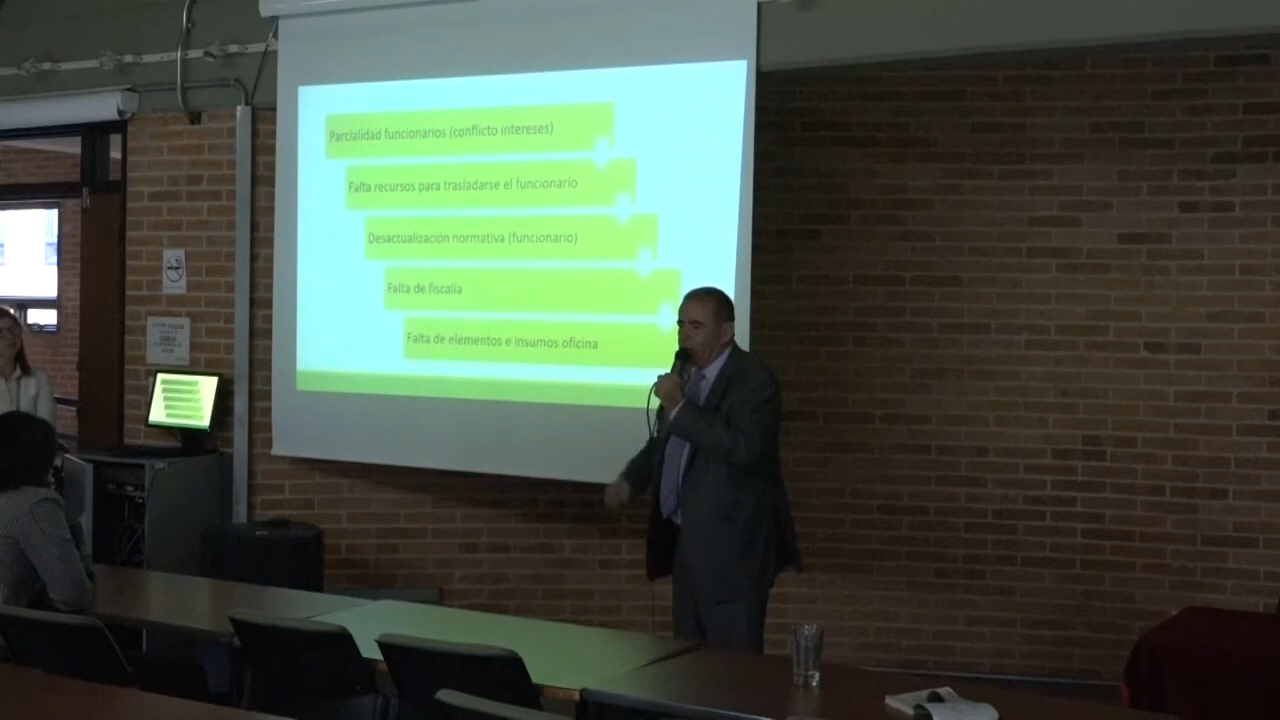 Parcialidad funcionarios (conflicto intereses)
Falta recursos para trasladarse el funcionario
Desactualización normativa (funcionario)
Falta de fiscalía
Falta de elementos e insumos oficina